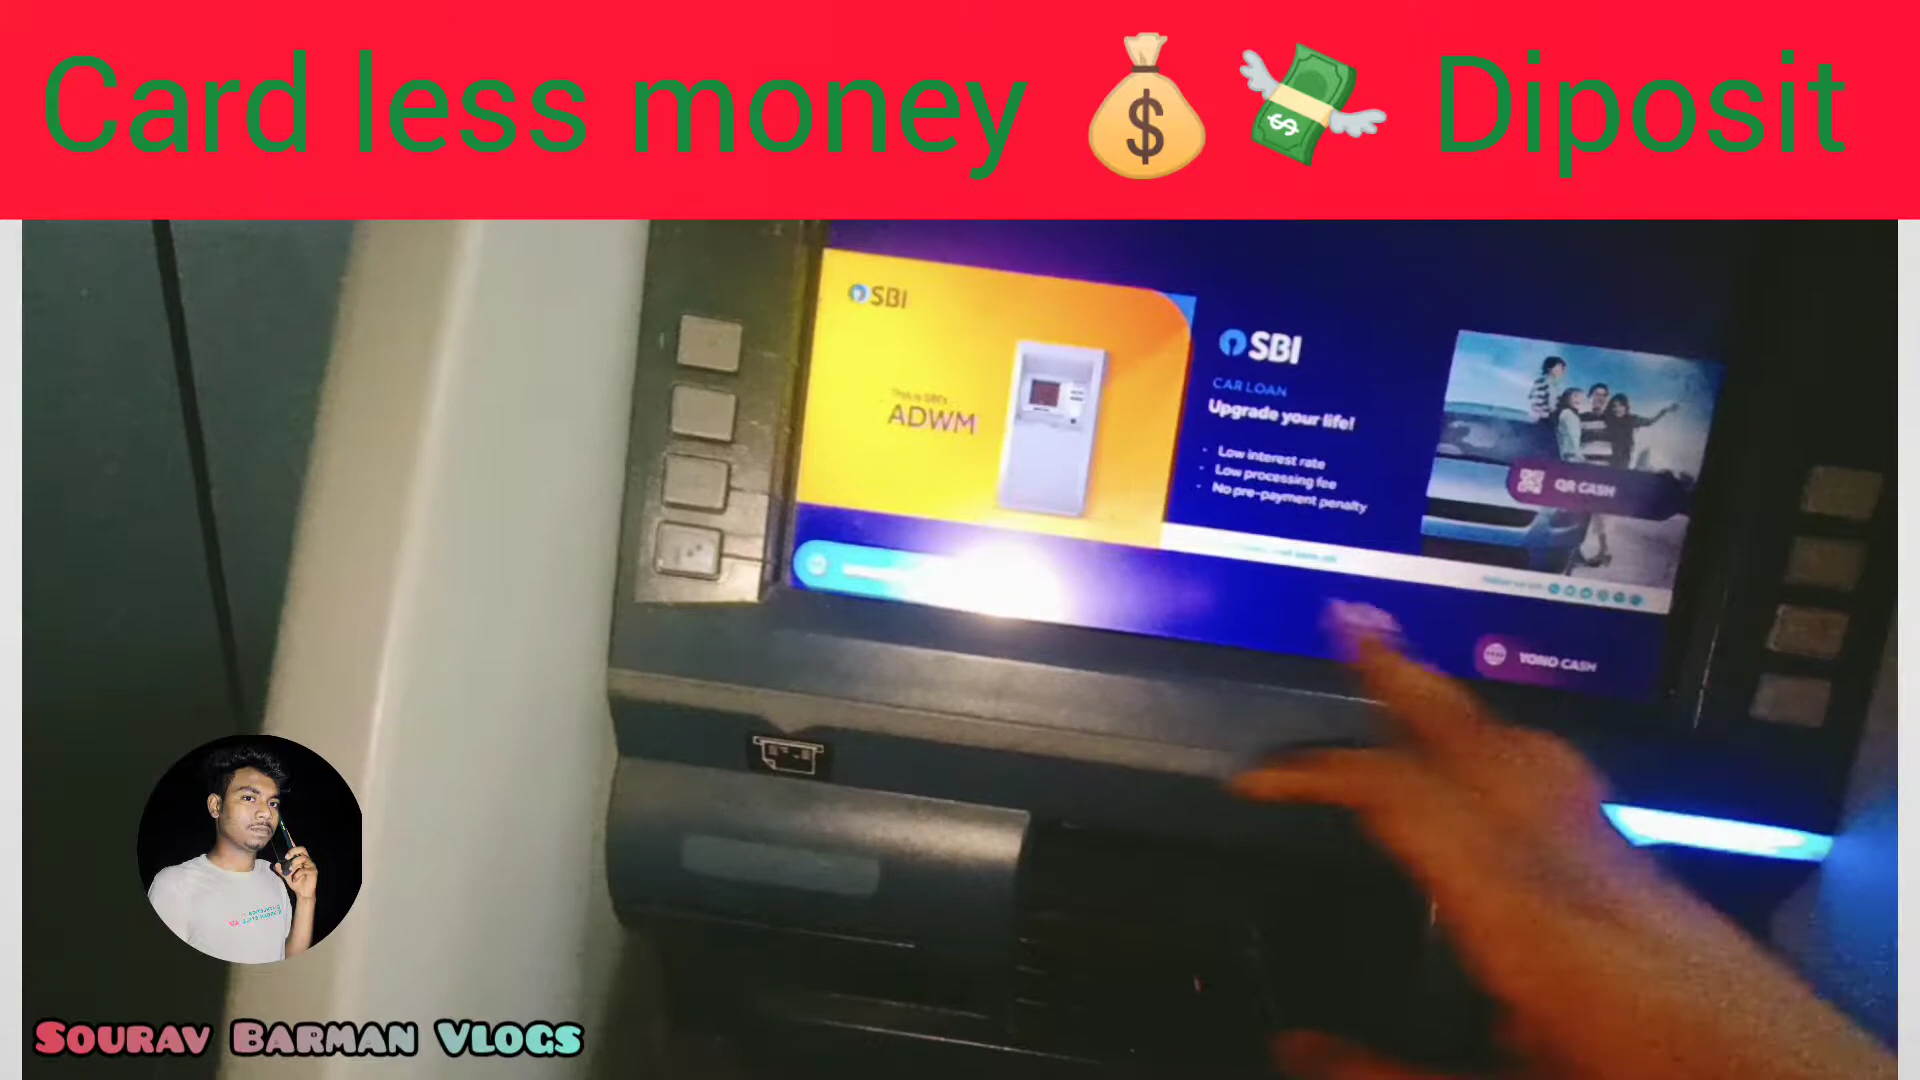 Card less money 💰 💸 Diposit
SBI
This is SBI's
ADWM
SBI
CAR LOAN
Upgrade your life!
- Low interest rate
- Low processing fee
- No pre-payment penalty
QR CASH
YONO CASH
SOURAV BARMAN VLOGS